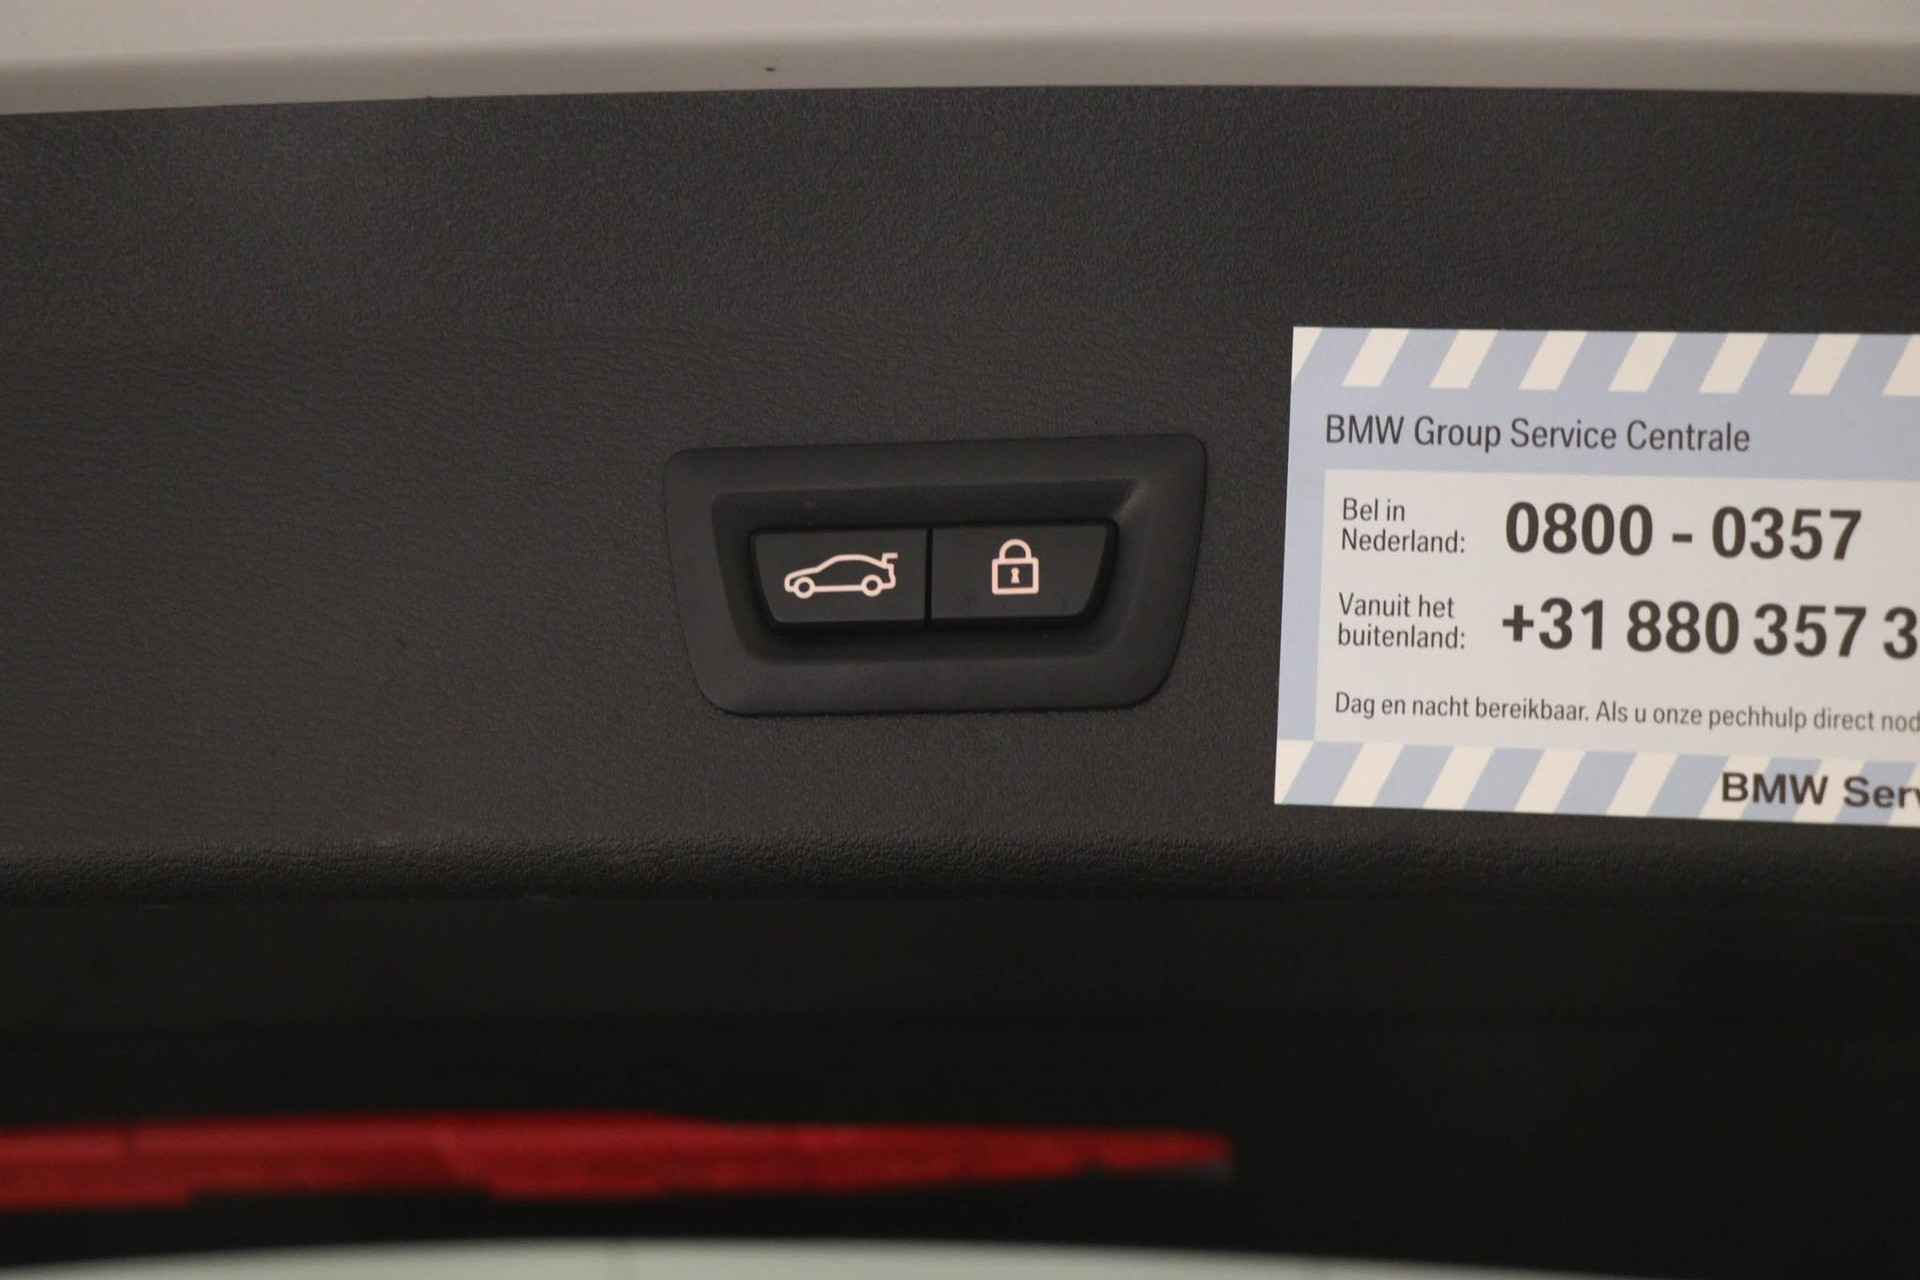 BMW Group Service Centrale
Bel in
Nederland:
0800 - 0357
Vanuit het
buitenland:
+31 880 357 3
Dag en nacht bereikbaar. Als u onze pechhulp direct nod
BMW Serv